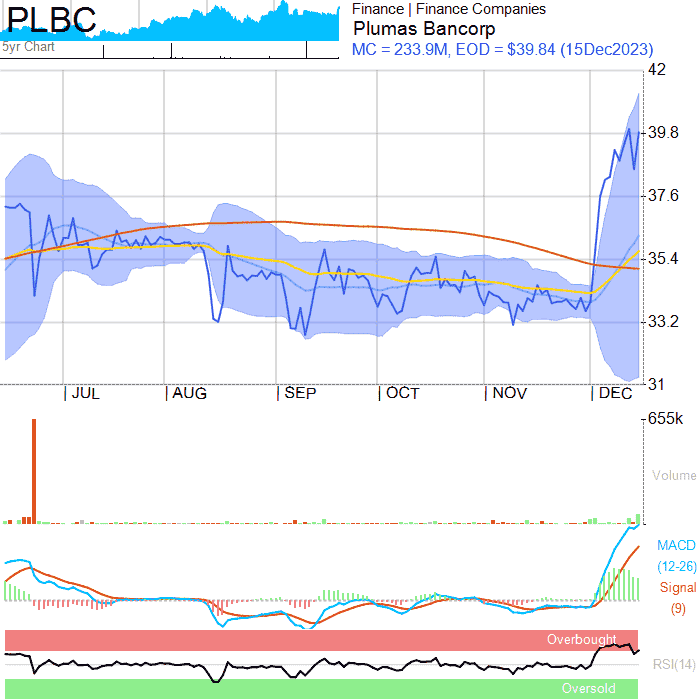 PLBC
5yr Chart
Finance | Finance Companies
Plumas Bancorp
MC = 233.9M, EOD = $39.84 (15Dec2023)
42
39.8
37.6
35.4
33.2
31
| JUL | AUG | SEP | OCT | NOV | DEC
655k
Volume
MACD
(12-26)
Signal
(9)
Overbought
RSI(14)
Oversold